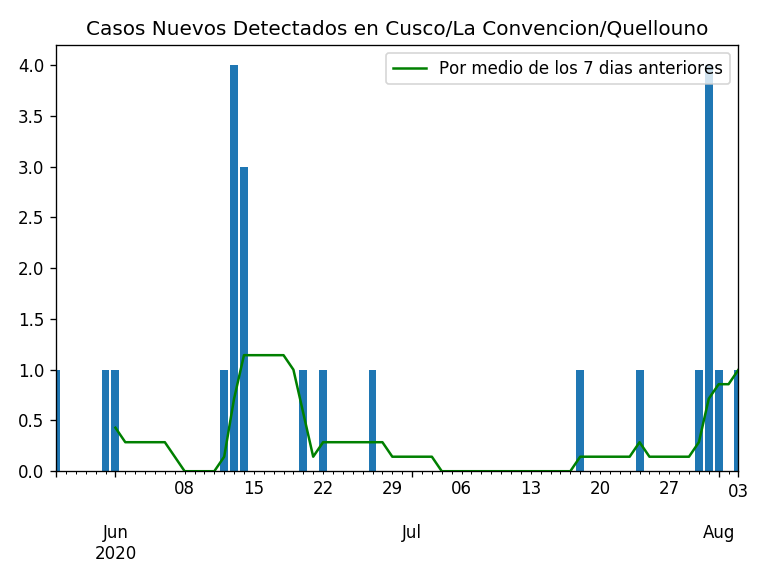 Casos Nuevos Detectados en Cusco/La Convencion/Quellouno
Por medio de los 7 dias anteriores
4.0
3.5
3.0
2.5
2.0
1.5
1.0
0.5
0.0
08 15 22 29 06 13 20 27 03
Jun Jul Aug
2020